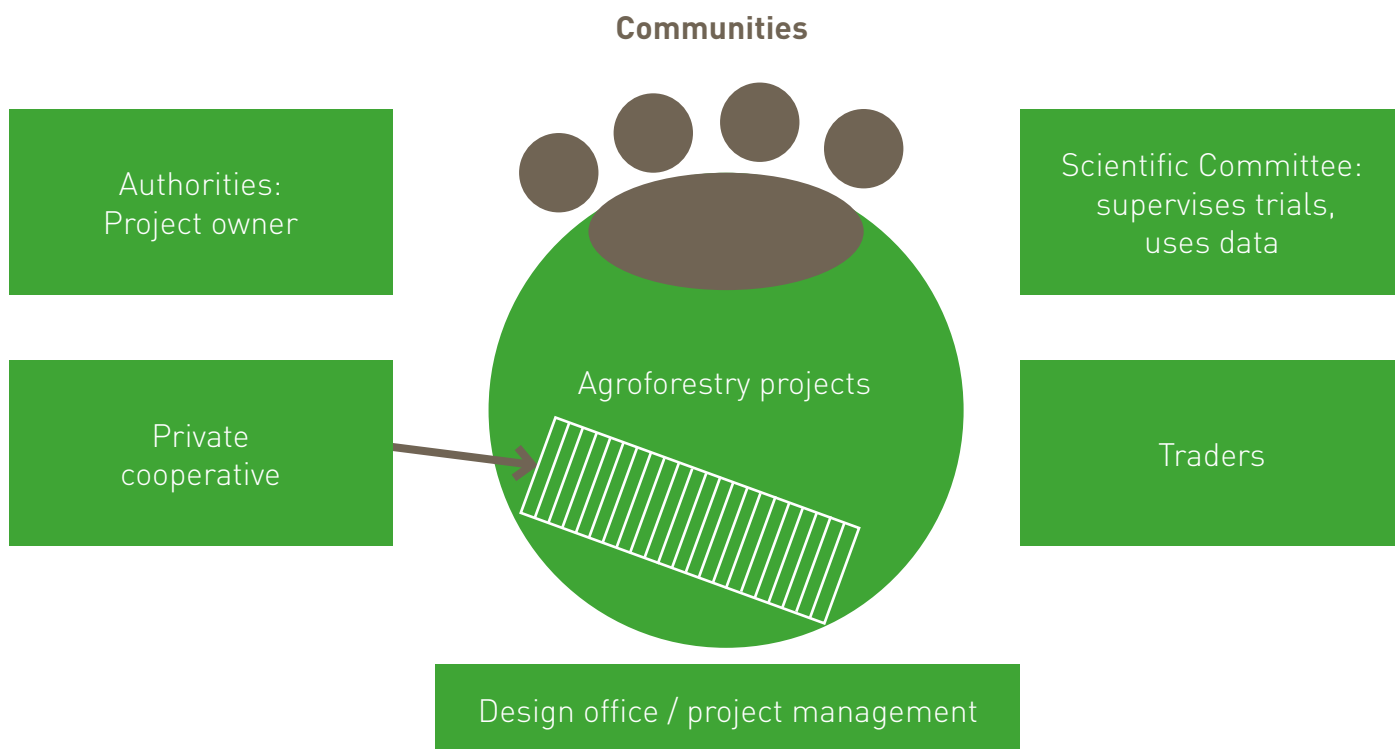 Communities
Authorities:
Project owner
Scientific Committee:
supervises trials,
uses data
Agroforestry projects
Private
cooperative
Traders
Design office / project management